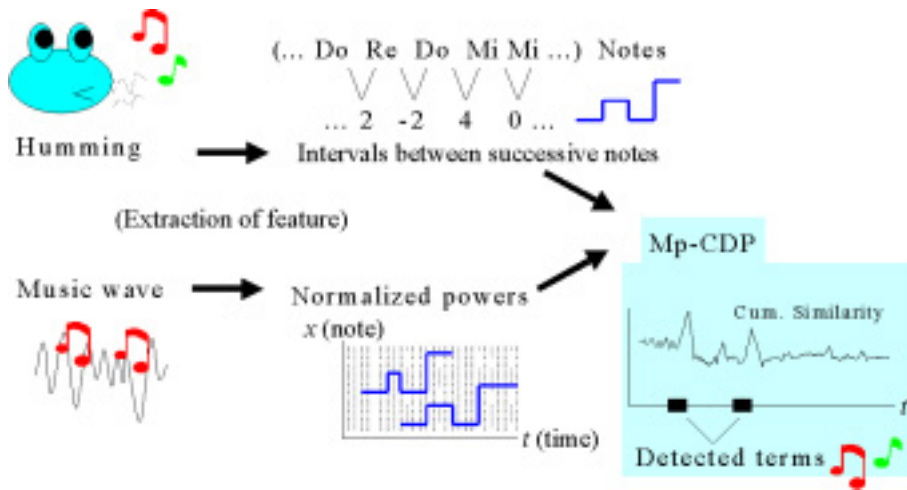 (... Do Re Do Mi Mi ...) Notes
... 2 -2 4 0 ...
Humming
Intervals between successive notes
(Extraction of feature)
Mp-CDP
Music wave
Normalized powers
x (note)
Cum. Similarity
t
t (time)
Detected terms